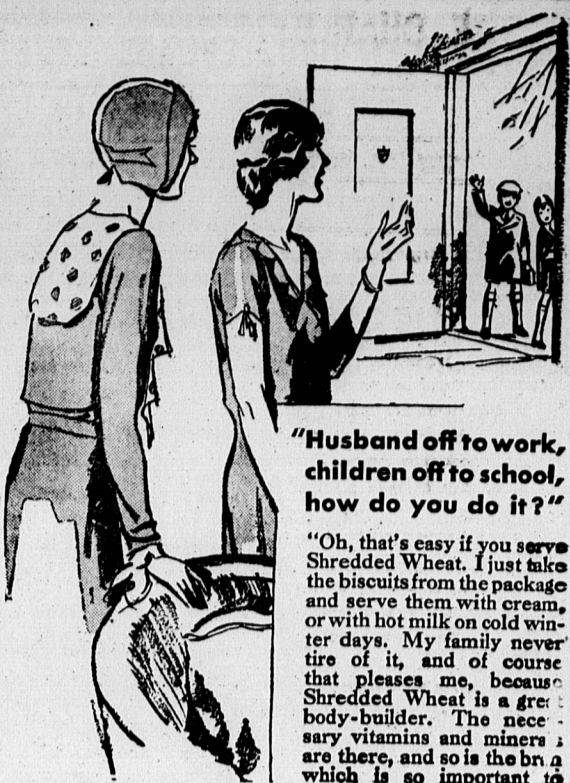 "Husband off to work,
children off to school,
how do you do it?"
"Oh, that's easy if you serve
Shredded Wheat. I just take
the biscuits from the package
and serve them with cream,
or with hot milk on cold win-
ter days. My family never
tire of it, and of course
that pleases me, because
Shredded Wheat is a
body-builder. The
sary vitamins and
are there, and so is the
which is so important to